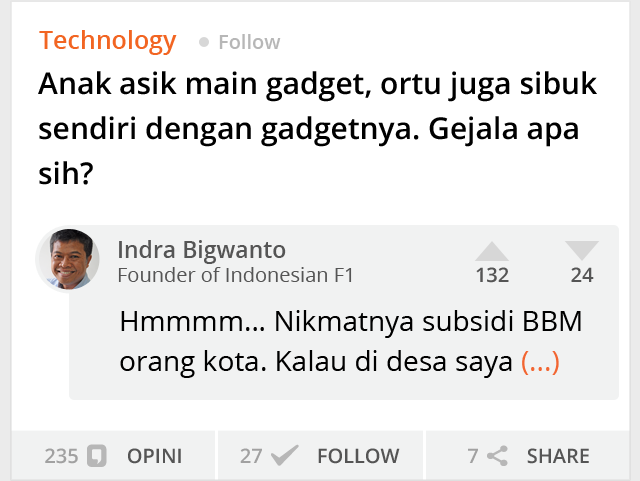 Technology Follow
Anak asik main gadget, ortu juga sibuk
sendiri dengan gadgetnya. Gejala apa
sih?
Indra Bigwanto
Founder of Indonesian F1
132 24
Hmmmm... Nikmatnya subsidi BBM
orang kota. Kalau di desa saya (...)
235 OPINI 27 FOLLOW 7 SHARE